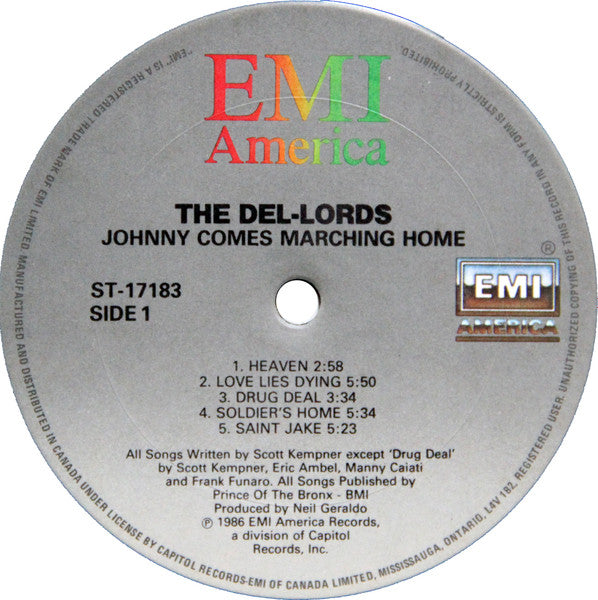 EMI
America
THE DEL-LORDS
JOHNNY COMES MARCHING HOME
ST-17183
SIDE 1
®
EMI
AMERICA
1. HEAVEN 2:58
2. LOVE LIES DYING 5:50
3. DRUG DEAL 3:34
4. SOLDIER'S HOME 5:34
5. SAINT JAKE 5:23
All Songs Written by Scott Kempner except 'Drug Deal'
by Scott Kempner, Eric Ambel, Manny Caiati
and Frank Funaro. All Songs Published by
Prince Of The Bronx - BMI
Produced by Neil Geraldo
℗ 1986 EMI America Records,
a division of Capitol
Records, Inc.
MANUFACTURED AND DISTRIBUTED IN CANADA UNDER LICENSE BY CAPITOL RECORDS-EMI OF CANADA LIMITED, MISSISSAUGA, ONTARIO, L4V 1S2, REGISTERED USER. UNAUTHORIZED COPYING OF THIS RECORD IN ANY FORM IS STRICTLY PROHIBITED.
"EMI" IS A REGISTERED TRADE MARK OF EMI LIMITED